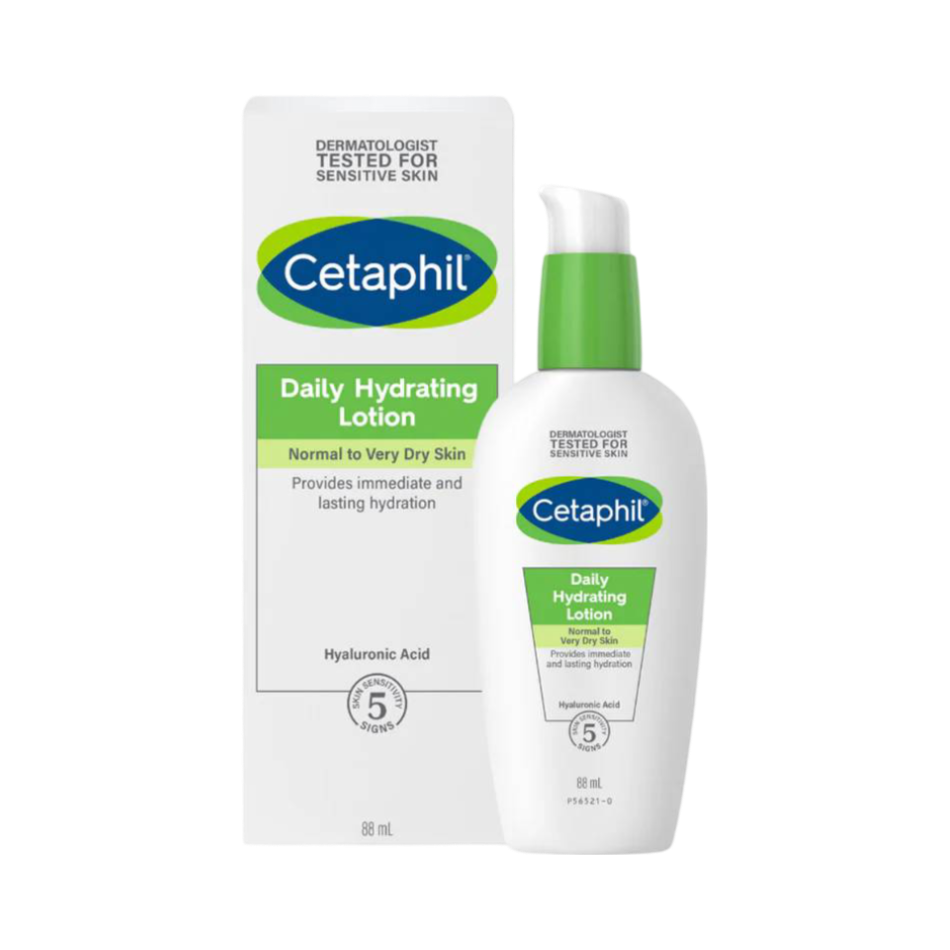 DERMATOLOGIST
TESTED FOR
SENSITIVE SKIN
Cetaphil®
Daily Hydrating
Lotion
Normal to Very Dry Skin
Provides immediate and
lasting hydration
Hyaluronic Acid
SKIN SENSITIVITY
5
SIGNS
88 mL
DERMATOLOGIST
TESTED FOR
SENSITIVE SKIN
Cetaphil®
Daily
Hydrating
Lotion
Normal to
Very Dry Skin
Provides immediate
and lasting hydration
Hyaluronic Acid
SKIN SENSITIVITY
5
SIGNS
88 mL
P56521-0